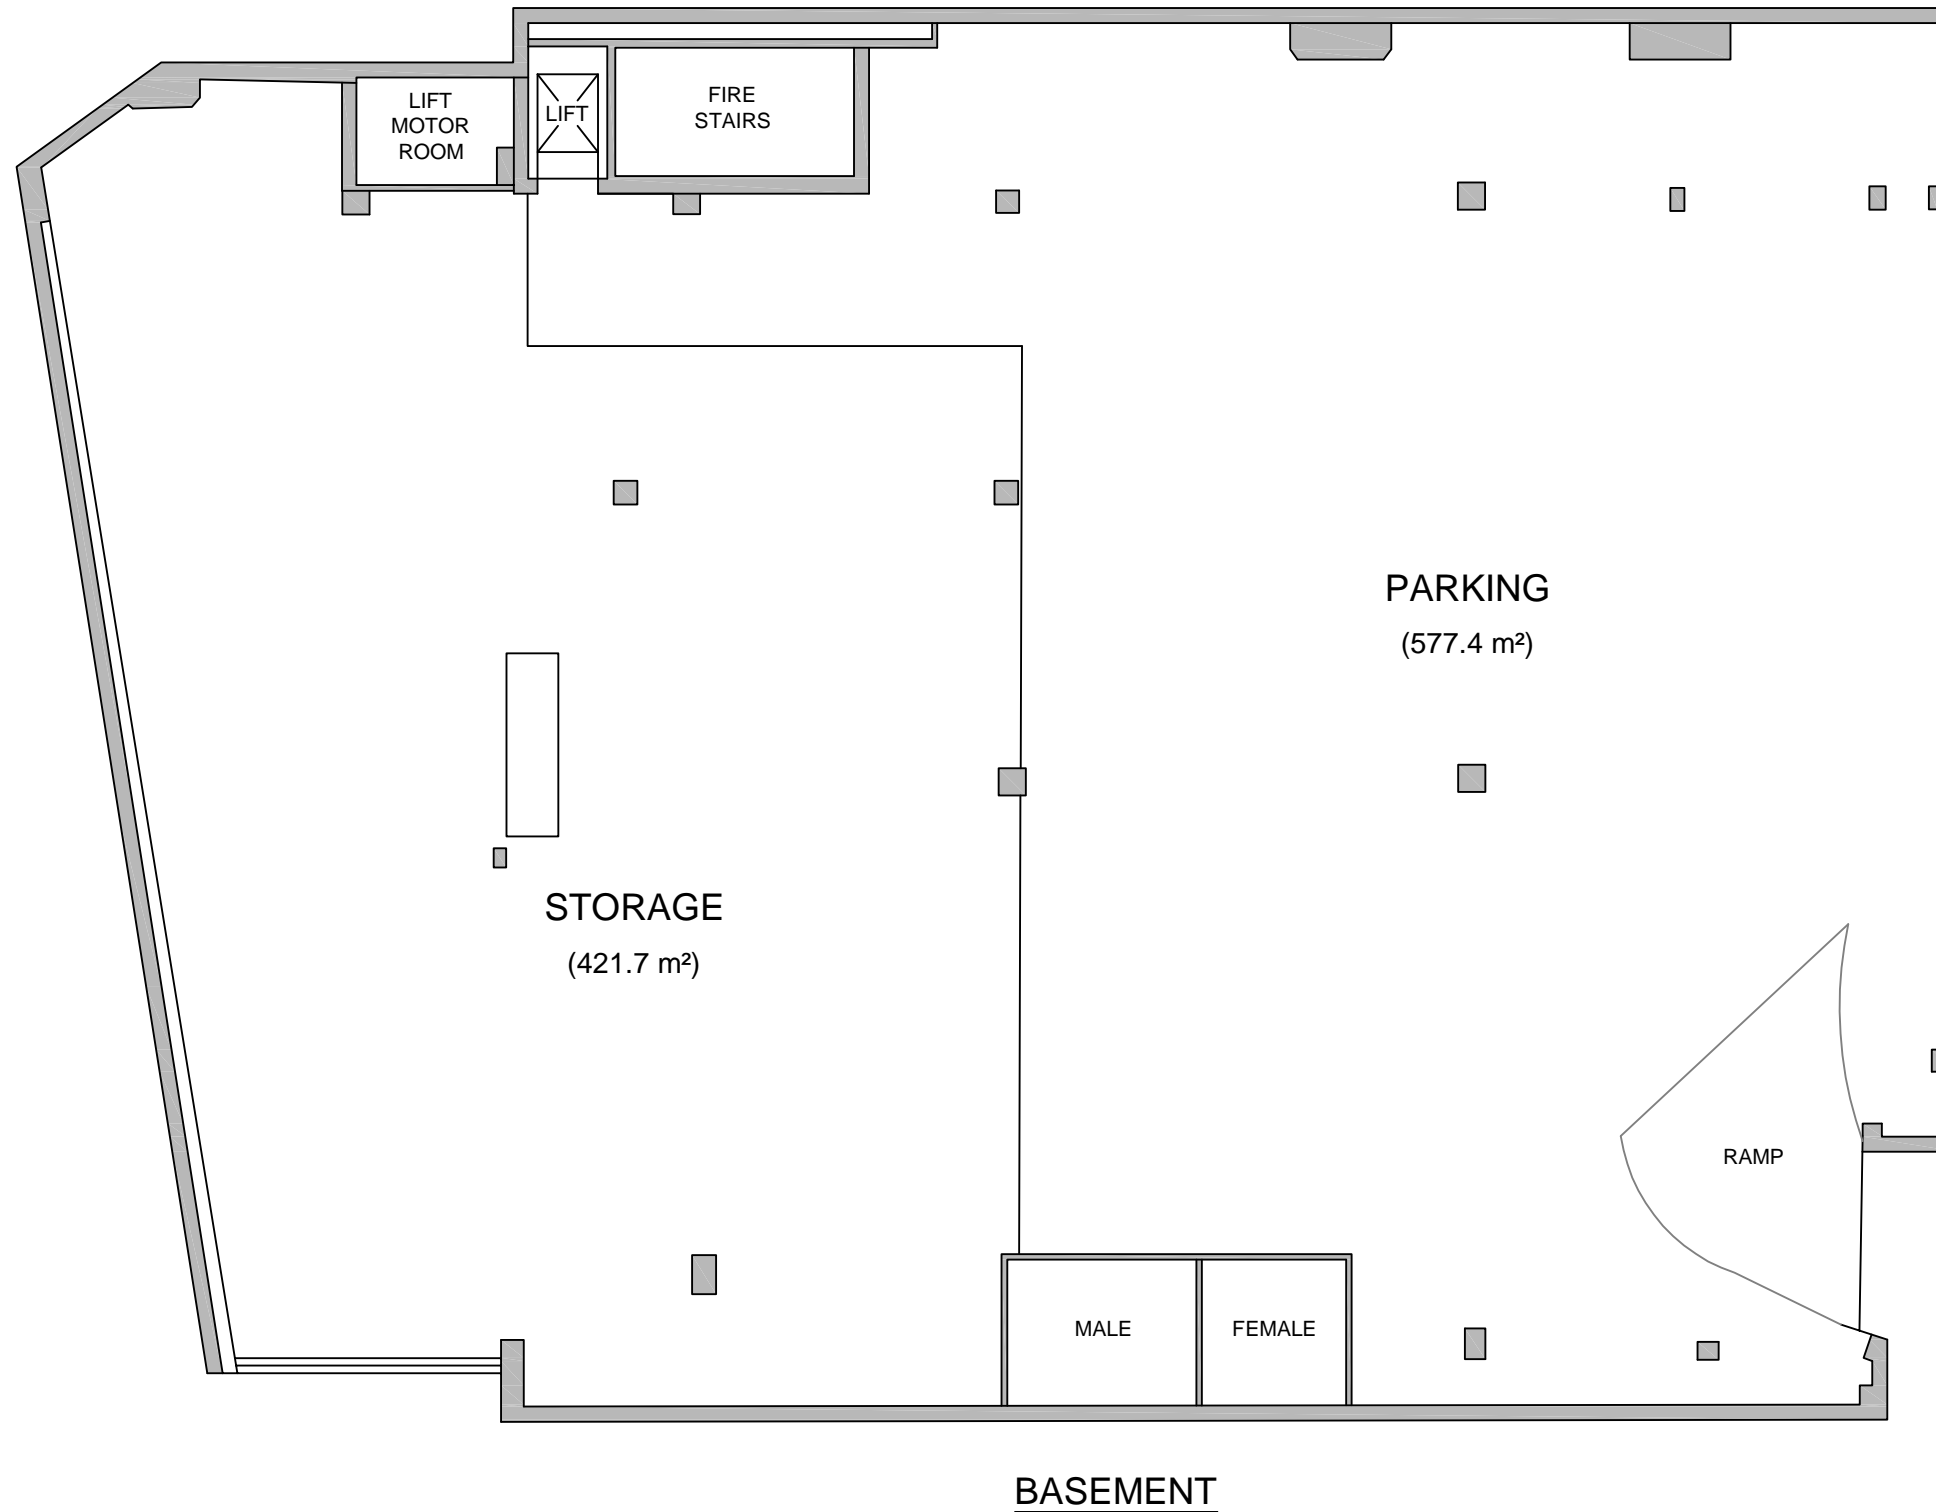 LIFT
MOTOR
ROOM
LIFT
FIRE
STAIRS
PARKING
(577.4 m²)
STORAGE
(421.7 m²)
RAMP
MALE
FEMALE
BASEMENT